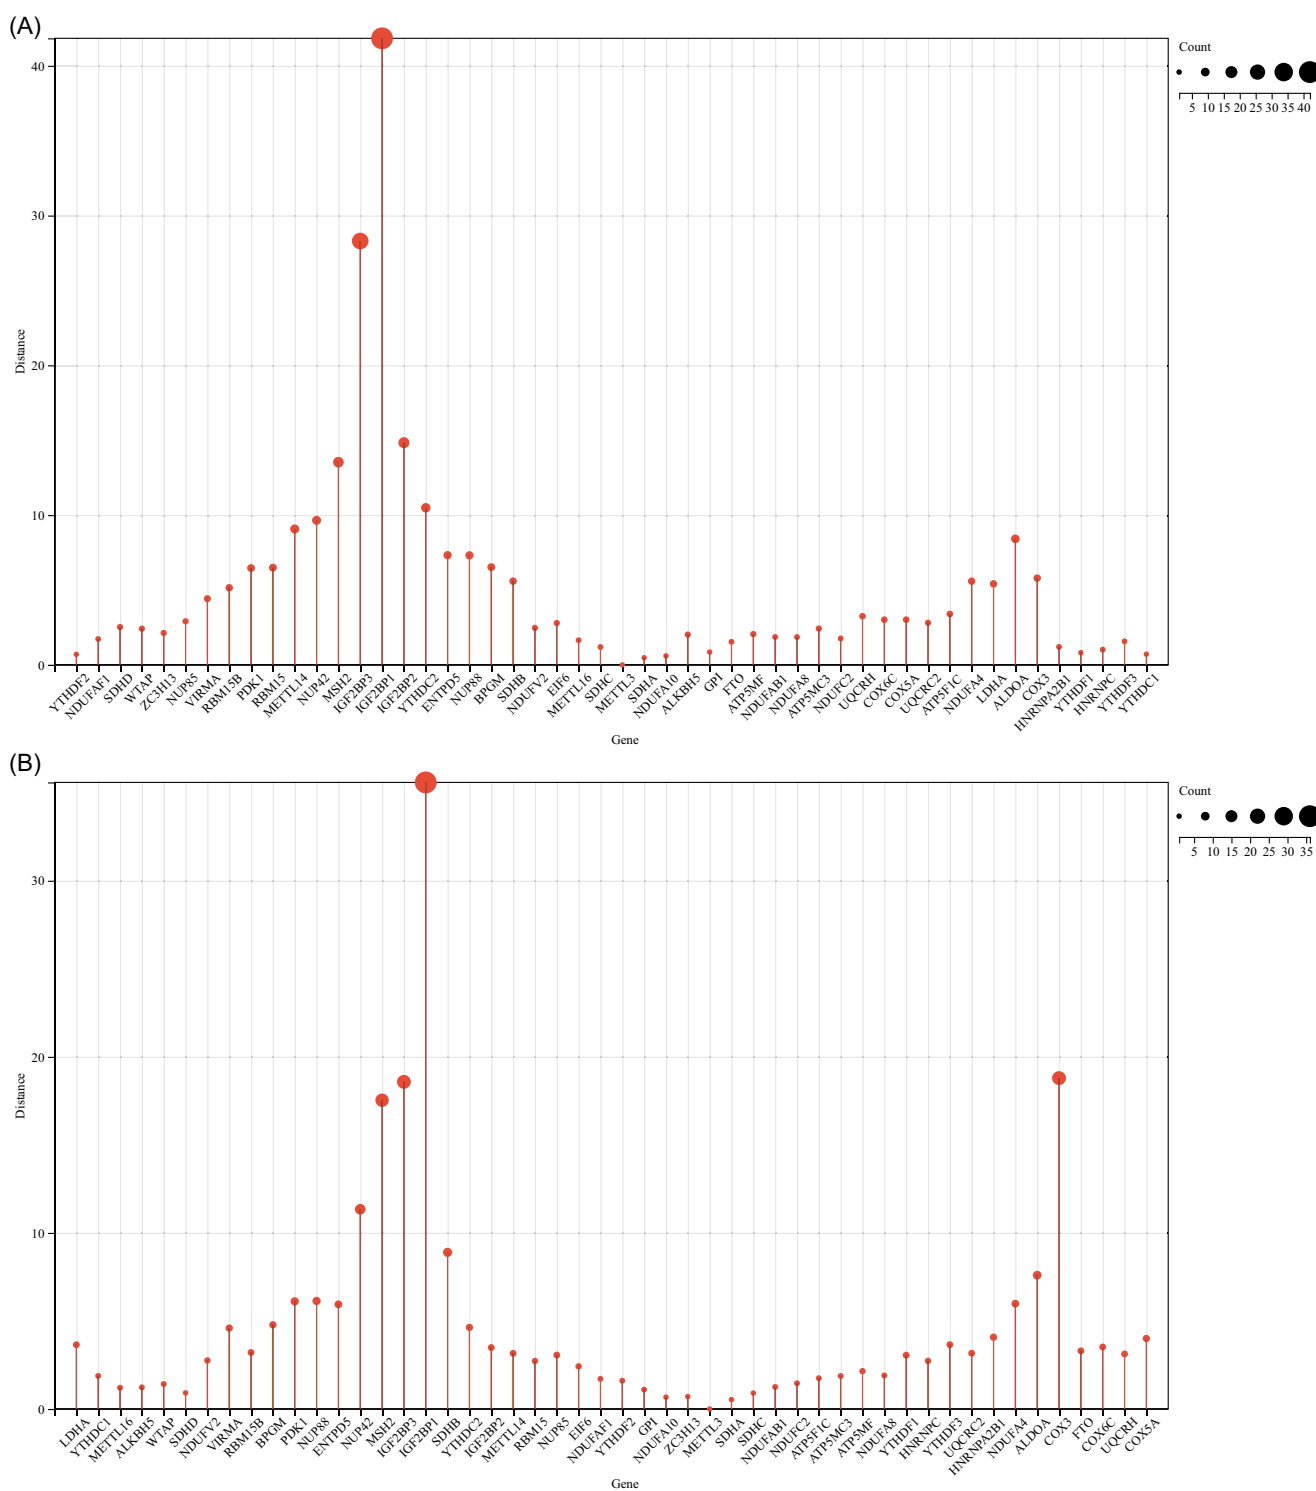 (A)
Count
5 10 15 20 25 30 35 40
40
30
20
10
0
Distance
YTHDF2 NDUFAF1 SDHD WTAP ZC3H13 NUP85 VIRMA RBM15B PDK1 RBM15 METTL14 NUP42 MSH2 IGF2BP3 IGF2BP1 IGF2BP2 YTHDC2 ENTPD5 NUP88 BPGM SDHB NDUFV2 EIF6 METTL16 SDHC METTL3 SDHA NDUFA10 ALKBH5 GPI FTO ATP5MF NDUFAB1 NDUFA8 ATP5MC3 NDUFC2 UQCRH COX6C COX5A UQCRC2 ATP5F1C NDUFA4 LDHA ALDOA COX3 HNRNPA2B1 YTHDF1 HNRNPC YTHDF3 YTHDC1
Gene
(B)
Count
5 10 15 20 25 30 35
30
20
10
0
Distance
LDHA YTHDC1 METTL16 ALKBH5 WTAP SDHD NDUFV2 VIRMA RBM15B BPGM PDK1 NUP88 ENTPD5 NUP42 MSH2 IGF2BP3 IGF2BP1 SDHB YTHDC2 IGF2BP2 METTL14 RBM15 NUP85 EIF6 NDUFAF1 YTHDF2 GPI NDUFA10 ZC3H13 METTL3 SDHA SDHC NDUFAB1 NDUFC2 ATP5F1C ATP5MC3 ATP5MF NDUFA8 YTHDF1 HNRNPC YTHDF3 UQCRC2 HNRNPA2B1 NDUFA4 ALDOA COX3 FTO COX6C UQCRH COX5A
Gene